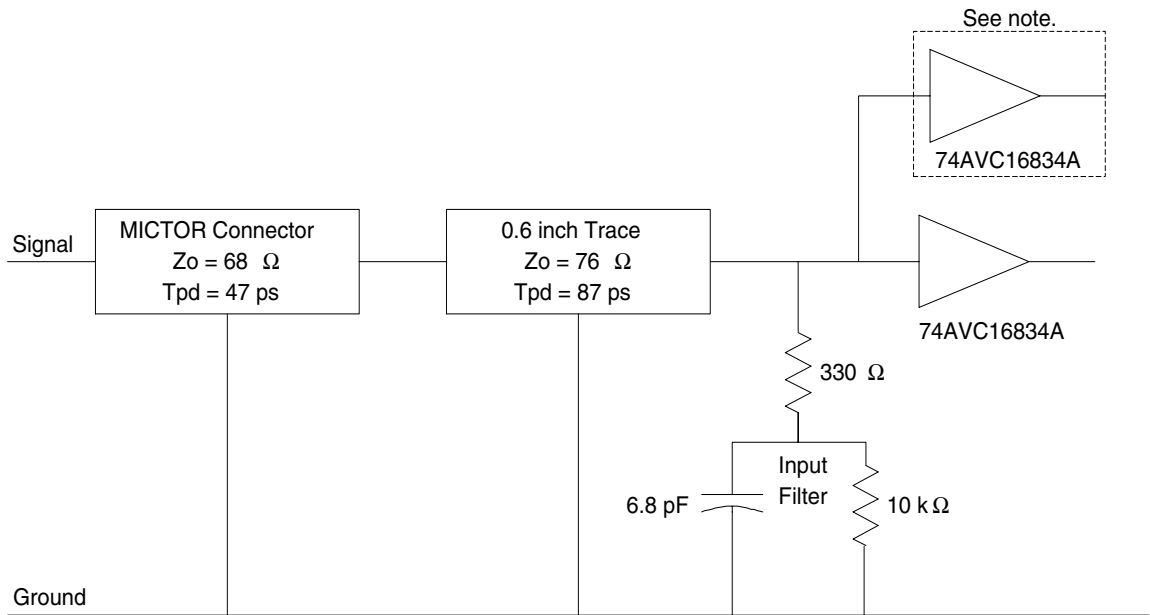 See note.
74AVC16834A
Signal
MICTOR Connector
Zo = 68 Ω
Tpd = 47 ps
0.6 inch Trace
Zo = 76 Ω
Tpd = 87 ps
74AVC16834A
330 Ω
Input
Filter
6.8 pF
10 k Ω
Ground